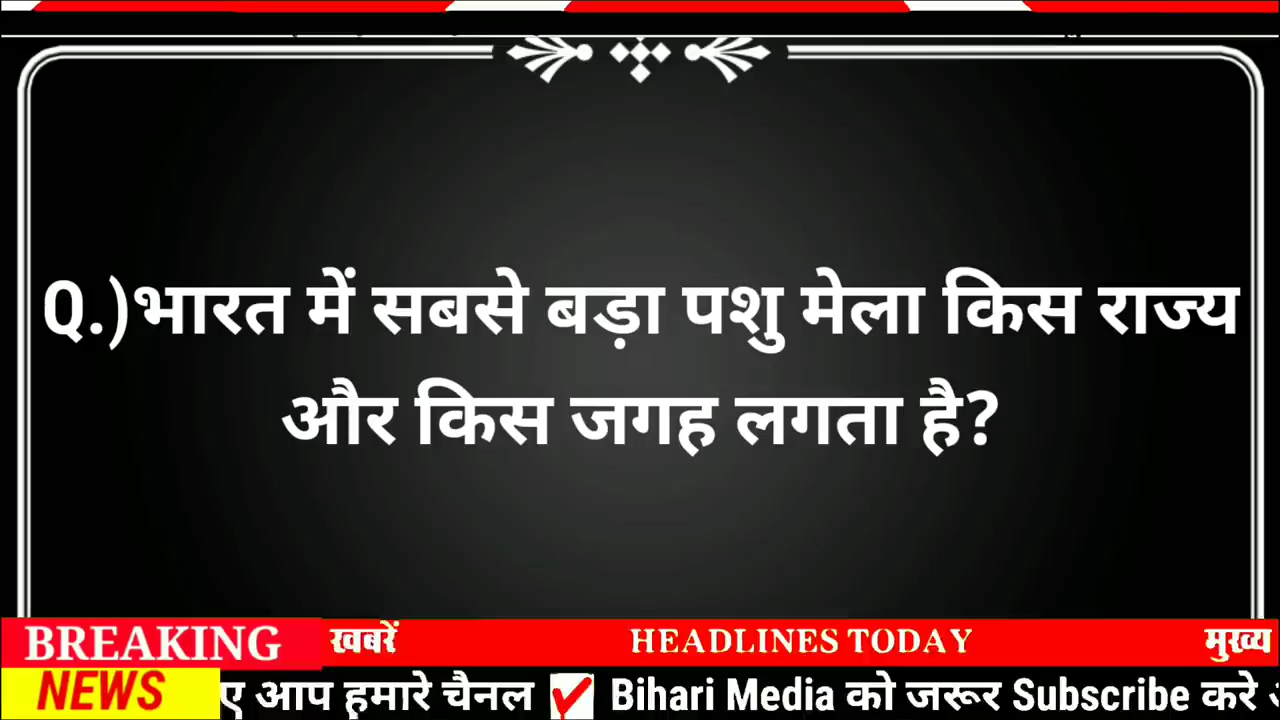 Q.)भारत में सबसे बड़ा पशु मेला किस राज्य
और किस जगह लगता है?
BREAKING खबरें HEADLINES TODAY मुख्य
NEWS आप हमारे चैनल Bihari Media को जरूर Subscribe करे